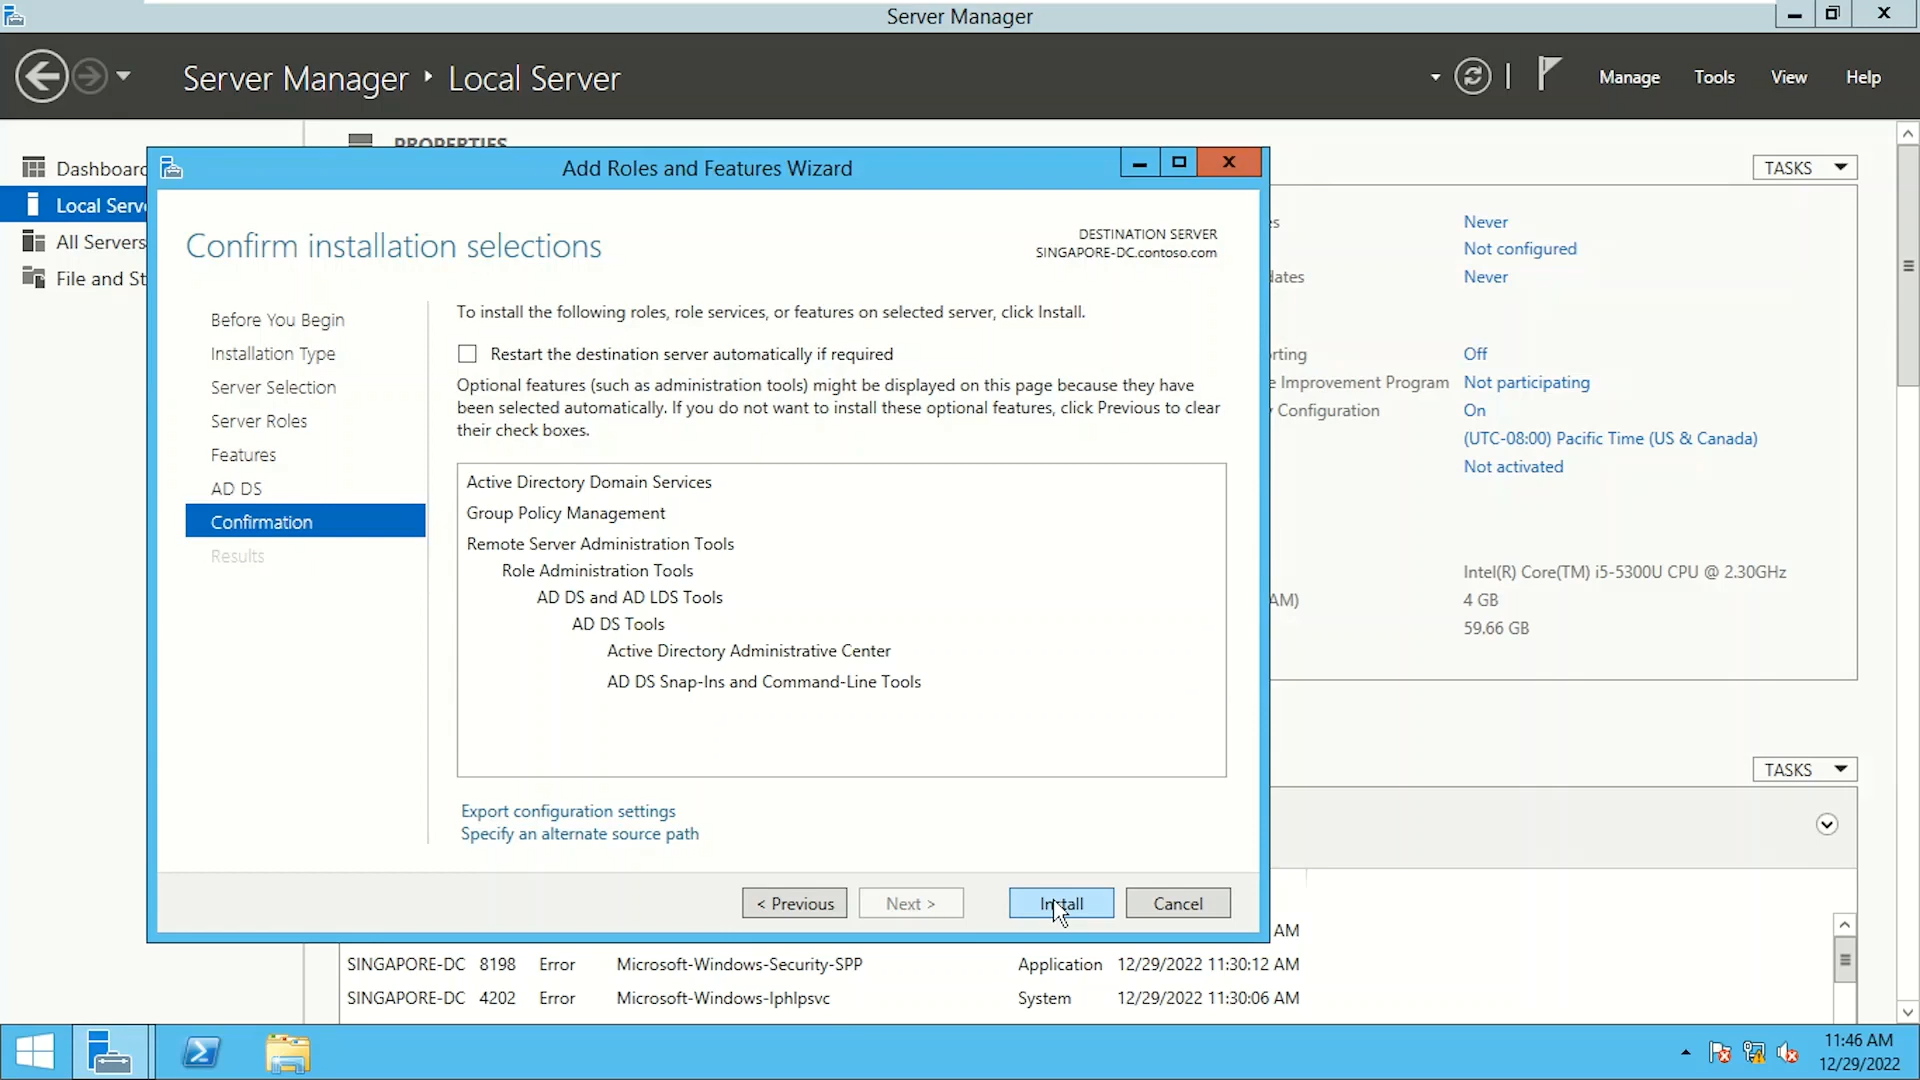 Server Manager
Server Manager ‣ Local Server
Manage Tools View Help
PROPERTIES
Dashboard
Local Serve
All Servers
File and St
TASKS
Add Roles and Features Wizard
Confirm installation selections
DESTINATION SERVER
SINGAPORE-DC.contoso.com
Before You Begin
Installation Type
Server Selection
Server Roles
Features
AD DS
Confirmation
Results
To install the following roles, role services, or features on selected server, click Install.
Restart the destination server automatically if required
Optional features (such as administration tools) might be displayed on this page because they have
been selected automatically. If you do not want to install these optional features, click Previous to clear
their check boxes.
Active Directory Domain Services
Group Policy Management
Remote Server Administration Tools
Role Administration Tools
AD DS and AD LDS Tools
AD DS Tools
Active Directory Administrative Center
AD DS Snap-Ins and Command-Line Tools
Export configuration settings
Specify an alternate source path
< Previous Next > Install Cancel
Never
Not configured
dates Never
rting Off
e Improvement Program Not participating
Configuration On
(UTC-08:00) Pacific Time (US & Canada)
Not activated
Intel(R) Core(TM) i5-5300U CPU @ 2.30GHz
AM) 4 GB
59.66 GB
TASKS
AM
SINGAPORE-DC 8198 Error Microsoft-Windows-Security-SPP Application 12/29/2022 11:30:12 AM
SINGAPORE-DC 4202 Error Microsoft-Windows-Iphlpsvc System 12/29/2022 11:30:06 AM
11:46 AM
12/29/2022